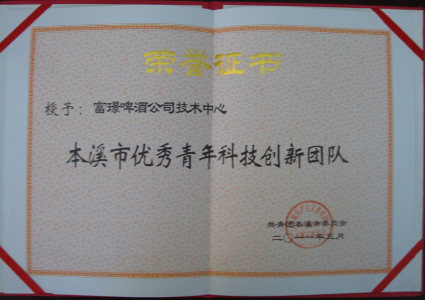 荣誉证书
授予：富璟啤酒公司技术中心
本溪市优秀青年科技创新团队
共青团本溪市委员会